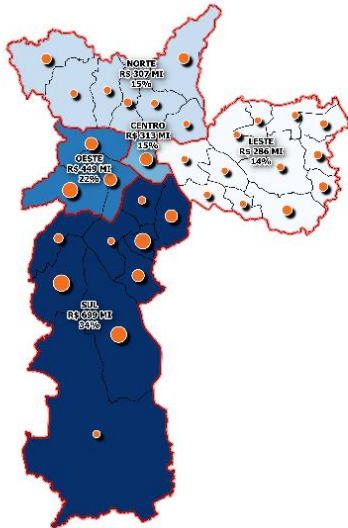 NORTE
R$ 307 MI
15%
CENTRO
R$ 313 MI
15%
LESTE
R$ 286 MI
14%
OESTE
R$ 449 MI
22%
SUL
R$ 699 MI
34%